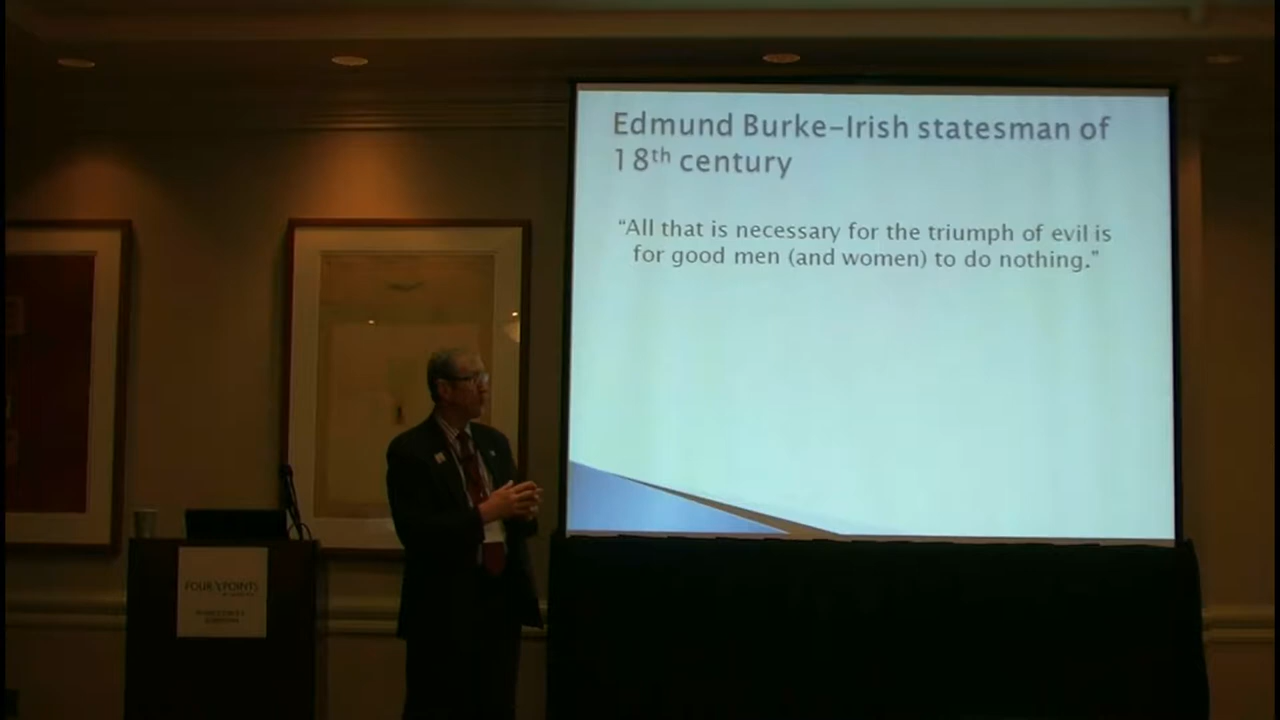 Edmund Burke–Irish statesman of
18th century
“All that is necessary for the triumph of evil is
for good men (and women) to do nothing.”
FOUR POINTS